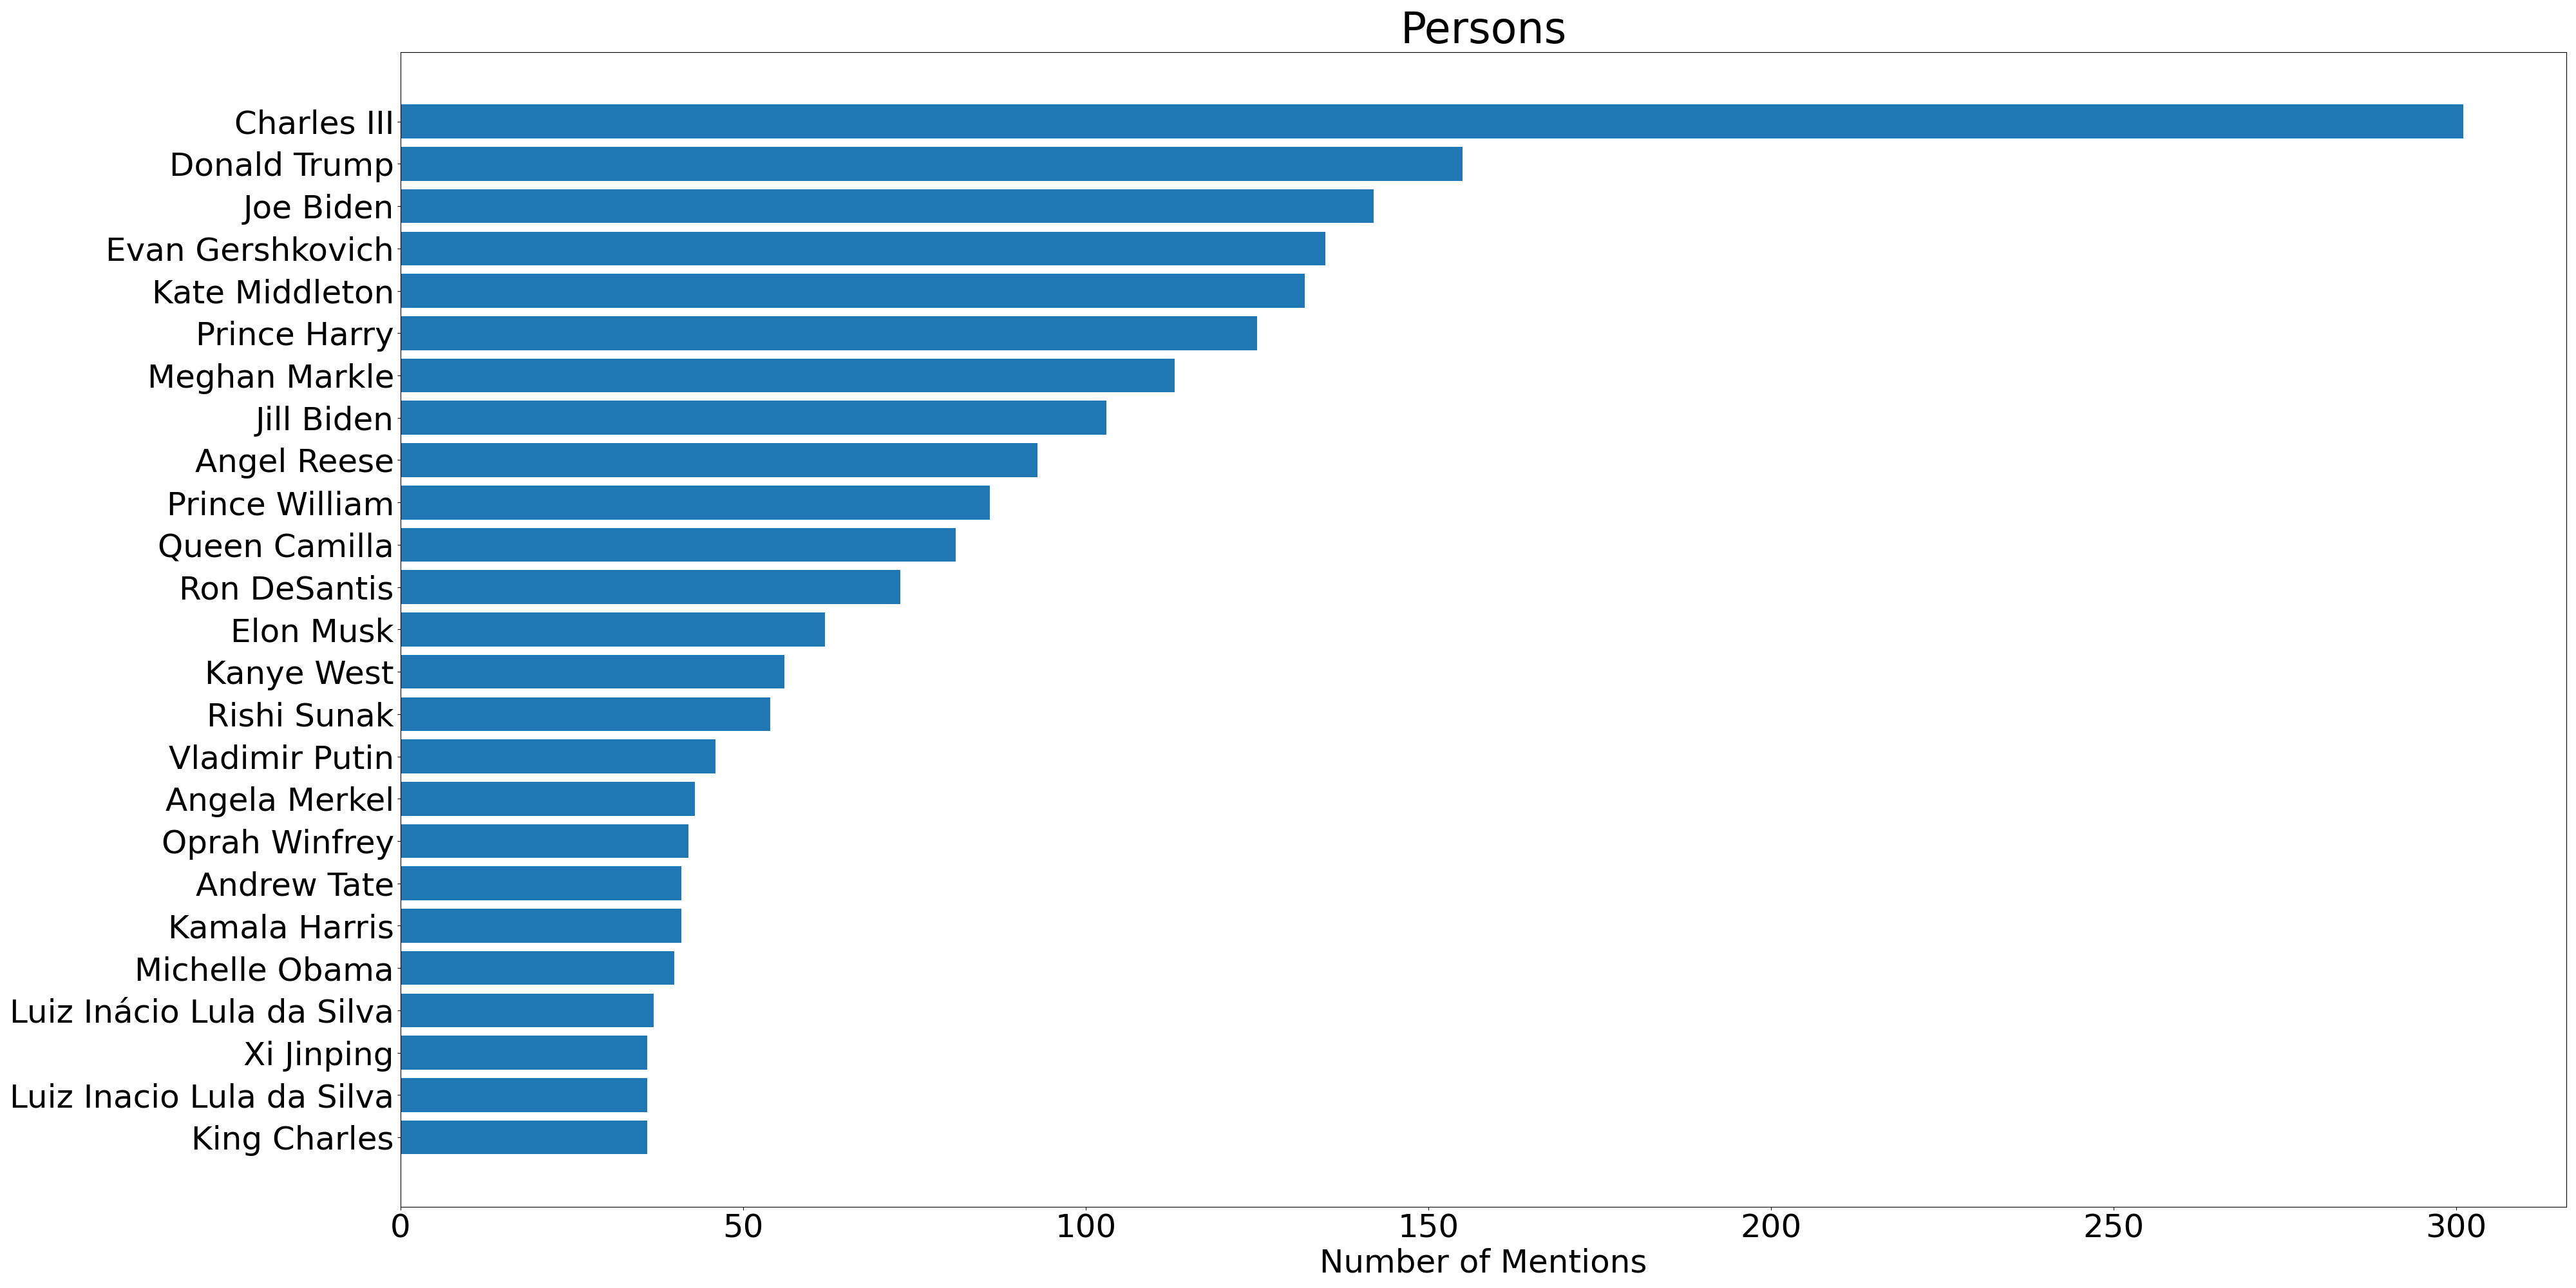 Persons
Charles III
Donald Trump
Joe Biden
Evan Gershkovich
Kate Middleton
Prince Harry
Meghan Markle
Jill Biden
Angel Reese
Prince William
Queen Camilla
Ron DeSantis
Elon Musk
Kanye West
Rishi Sunak
Vladimir Putin
Angela Merkel
Oprah Winfrey
Andrew Tate
Kamala Harris
Michelle Obama
Luiz Inácio Lula da Silva
Xi Jinping
Luiz Inacio Lula da Silva
King Charles
0 50 100 150 200 250 300
Number of Mentions